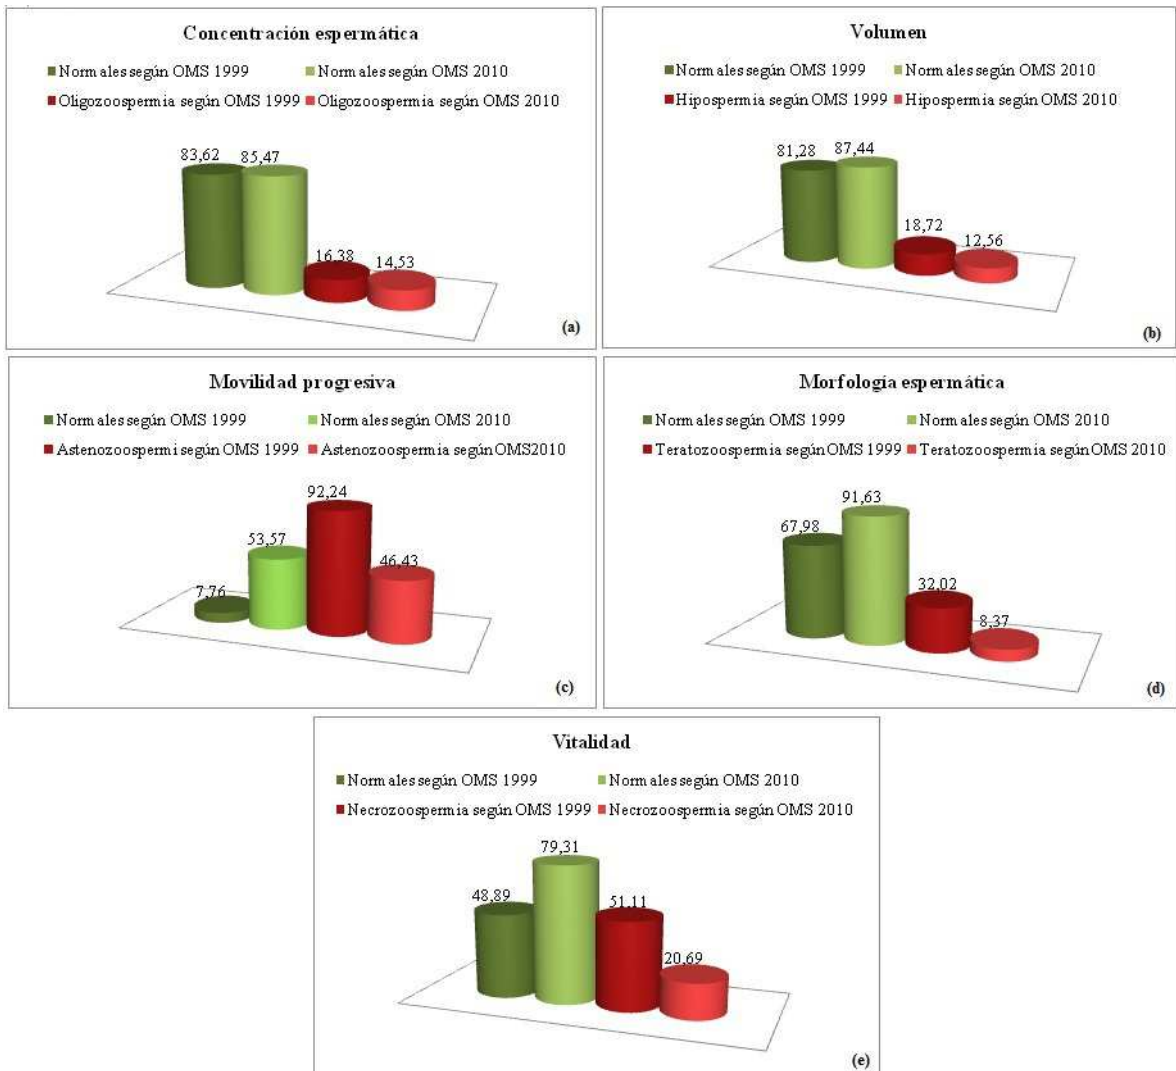 Concentración espermática
Normales según OMS 1999 Normales según OMS 2010
Oligozoospermia según OMS 1999 Oligozoospermia según OMS 2010
83,62 85,47
16,38 14,53
(a)
Volumen
Normales según OMS 1999 Normales según OMS 2010
Hipospermia según OMS 1999 Hipospermia según OMS 2010
81,28 87,44
18,72 12,56
(b)
Movilidad progresiva
Normales según OMS 1999 Normales según OMS 2010
Astenozoospermi según OMS 1999 Astenozoospermia según OMS2010
7,76 53,57 92,24 46,43
(c)
Morfología espermática
Normales según OMS 1999 Normales según OMS 2010
Teratozoospermia según OMS 1999 Teratozoospermia según OMS 2010
67,98 91,63 32,02 8,37
(d)
Vitalidad
Normales según OMS 1999 Normales según OMS 2010
Necrozoospermia según OMS 1999 Necrozoospermia según OMS 2010
48,89 79,31 51,11 20,69
(e)